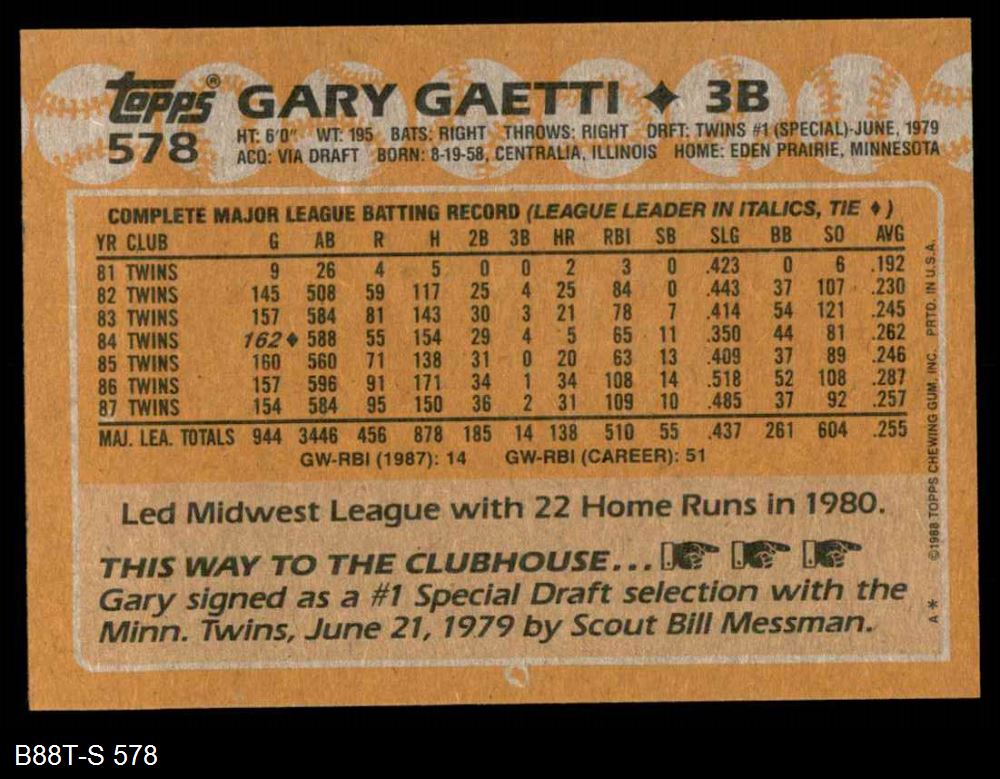 topps® GARY GAETTI ✦ 3B
578 HT: 6'0" WT: 195 BATS: RIGHT THROWS: RIGHT DRFT: TWINS #1 (SPECIAL)-JUNE, 1979
ACQ: VIA DRAFT BORN: 8-19-58, CENTRALIA, ILLINOIS HOME: EDEN PRAIRIE, MINNESOTA
COMPLETE MAJOR LEAGUE BATTING RECORD (LEAGUE LEADER IN ITALICS, TIE ♦)
YR CLUB G AB R H 2B 3B HR RBI SB SLG BB SO AVG
81 TWINS 9 26 4 5 0 0 2 3 0 .423 0 6 .192
82 TWINS 145 508 59 117 25 4 25 84 0 .443 37 107 .230
83 TWINS 157 584 81 143 30 3 21 78 7 .414 54 121 .245
84 TWINS 162♦ 588 55 154 29 4 5 65 11 .350 44 81 .262
85 TWINS 160 560 71 138 31 0 20 63 13 .409 37 89 .246
86 TWINS 157 596 91 171 34 1 34 108 14 .518 52 108 .287
87 TWINS 154 584 95 150 36 2 31 109 10 .485 37 92 .257
MAJ. LEA. TOTALS 944 3446 456 878 185 14 138 510 55 .437 261 604 .255
GW-RBI (1987): 14 GW-RBI (CAREER): 51
Led Midwest League with 22 Home Runs in 1980.
THIS WAY TO THE CLUBHOUSE...
Gary signed as a #1 Special Draft selection with the
Minn. Twins, June 21, 1979 by Scout Bill Messman.
A* ©1988 TOPPS CHEWING GUM, INC. PRTD. IN U.S.A.
B88T-S 578